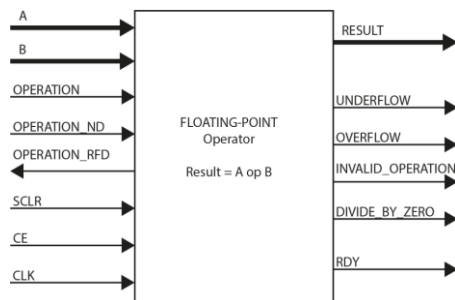 A
B
OPERATION
OPERATION_ND
OPERATION_RFD
SCLR
CE
CLK
FLOATING-POINT
Operator
Result = A op B
RESULT
UNDERFLOW
OVERFLOW
INVALID_OPERATION
DIVIDE_BY_ZERO
RDY